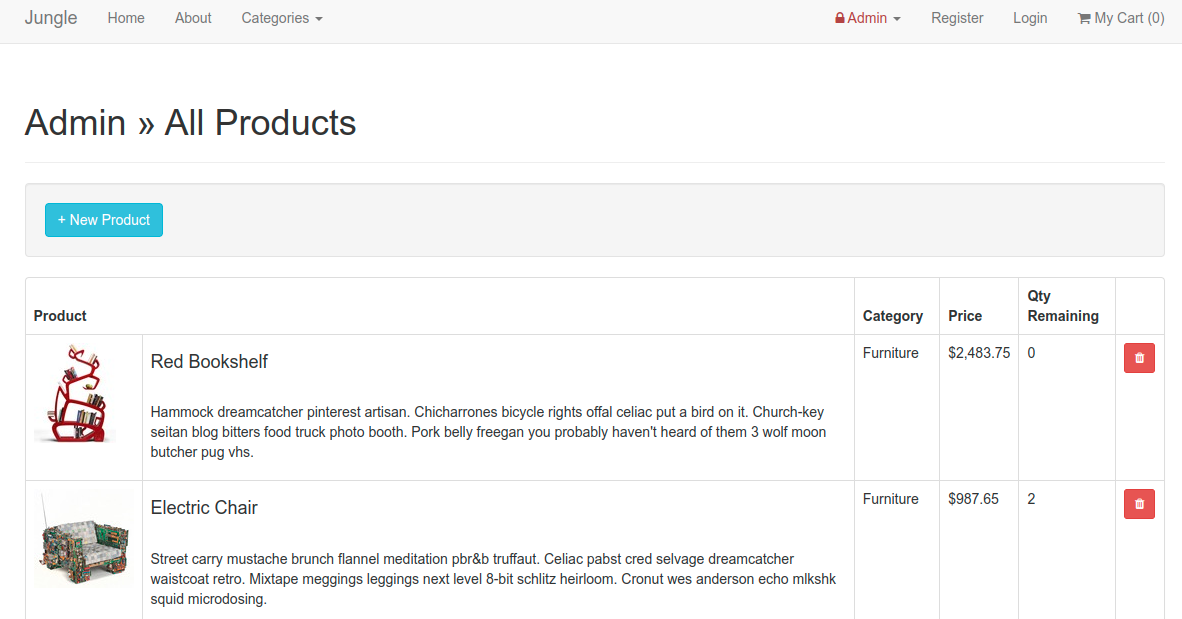 Jungle Home About Categories Admin Register Login My Cart (0)
Admin » All Products
+ New Product
Product Category Price Qty Remaining
Red Bookshelf Furniture $2,483.75 0
Hammock dreamcatcher pinterest artisan. Chicharrones bicycle rights offal celiac put a bird on it. Church-key
seitan blog bitters food truck photo booth. Pork belly freegan you probably haven't heard of them 3 wolf moon
butcher pug vhs.
Electric Chair Furniture $987.65 2
Street carry mustache brunch flannel meditation pbr&b truffaut. Celiac pabst cred selvage dreamcatcher
waistcoat retro. Mixtape meggings leggings next level 8-bit schlitz heirloom. Cronut wes anderson echo mlkshk
squid microdosing.